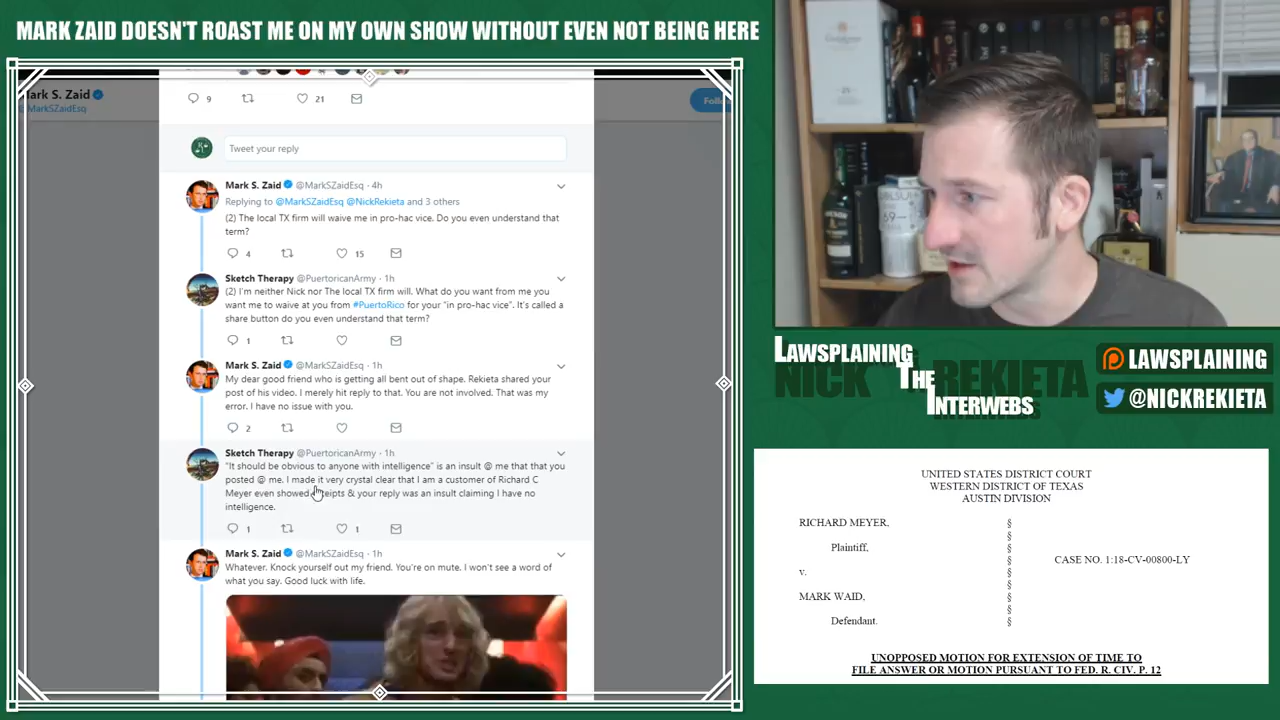 MARK ZAID DOESN'T ROAST ME ON MY OWN SHOW WITHOUT EVEN NOT BEING HERE
Mark S. Zaid
MarkSZaidEsq
9
21
Tweet your reply
Mark S. Zaid @MarkSZaidEsq · 4h
Replying to @MarkSZaidEsq @NickRekieta and 3 others
(2) The local TX firm will waive me in pro-hac vice. Do you even understand that
term?
4
15
Sketch Therapy @PuertoricanArmy · 1h
(2) I'm neither Nick nor The local TX firm will. What do you want from me you
want me to waive at you from #PuertoRico for your "in pro-hac vice". It's called a
share button do you even understand that term?
1
Mark S. Zaid @MarkSZaidEsq · 1h
My dear good friend who is getting all bent out of shape. Rekieta shared your
post of his video. I merely hit reply to that. You are not involved. That was my
error. I have no issue with you.
2
Sketch Therapy @PuertoricanArmy · 1h
"It should be obvious to anyone with intelligence" is an insult @ me that that you
posted @ me. I made it very crystal clear that I am a customer of Richard C
Meyer even showed receipts & your reply was an insult claiming I have no
intelligence.
1
1
Mark S. Zaid @MarkSZaidEsq · 1h
Whatever. Knock yourself out my friend. You're on mute. I won't see a word of
what you say. Good luck with life.
LAWSPLAINING
THE
INTERWEBS
NICK REKIETA
LAWSPLAINING
@NICKREKIETA
UNITED STATES DISTRICT COURT
WESTERN DISTRICT OF TEXAS
AUSTIN DIVISION
RICHARD MEYER, §
§
Plaintiff, §
§ CASE NO. 1:18-CV-00800-LY
v. §
§
MARK WAID, §
§
Defendant. §
UNOPPOSED MOTION FOR EXTENSION OF TIME TO
FILE ANSWER OR MOTION PURSUANT TO FED. R. CIV. P. 12